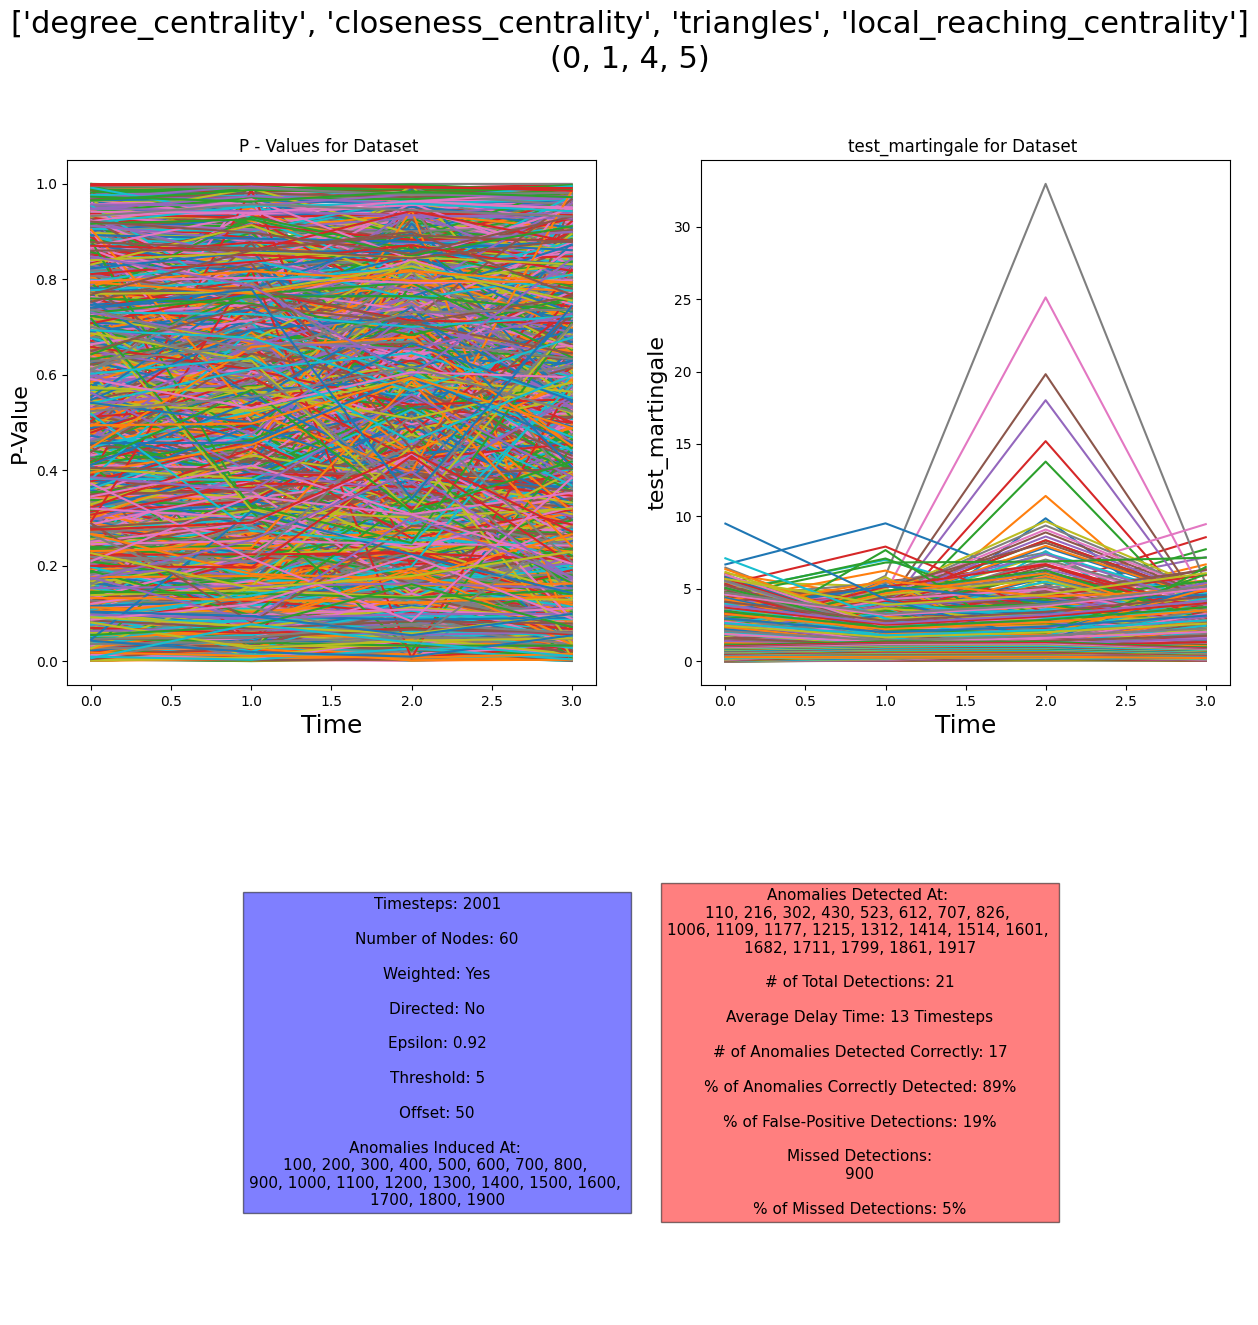 ['degree_centrality', 'closeness_centrality', 'triangles', 'local_reaching_centrality']
(0, 1, 4, 5)
P - Values for Dataset
1.0
0.8
0.6
0.4
0.2
0.0
P-Value
0.0 0.5 1.0 1.5 2.0 2.5 3.0
Time
test_martingale for Dataset
30
25
20
15
10
5
0
test_martingale
0.0 0.5 1.0 1.5 2.0 2.5 3.0
Time
Timesteps: 2001
Number of Nodes: 60
Weighted: Yes
Directed: No
Epsilon: 0.92
Threshold: 5
Offset: 50
Anomalies Induced At:
100, 200, 300, 400, 500, 600, 700, 800,
900, 1000, 1100, 1200, 1300, 1400, 1500, 1600,
1700, 1800, 1900
Anomalies Detected At:
110, 216, 302, 430, 523, 612, 707, 826,
1006, 1109, 1177, 1215, 1312, 1414, 1514, 1601,
1682, 1711, 1799, 1861, 1917
# of Total Detections: 21
Average Delay Time: 13 Timesteps
# of Anomalies Detected Correctly: 17
% of Anomalies Correctly Detected: 89%
% of False-Positive Detections: 19%
Missed Detections:
900
% of Missed Detections: 5%